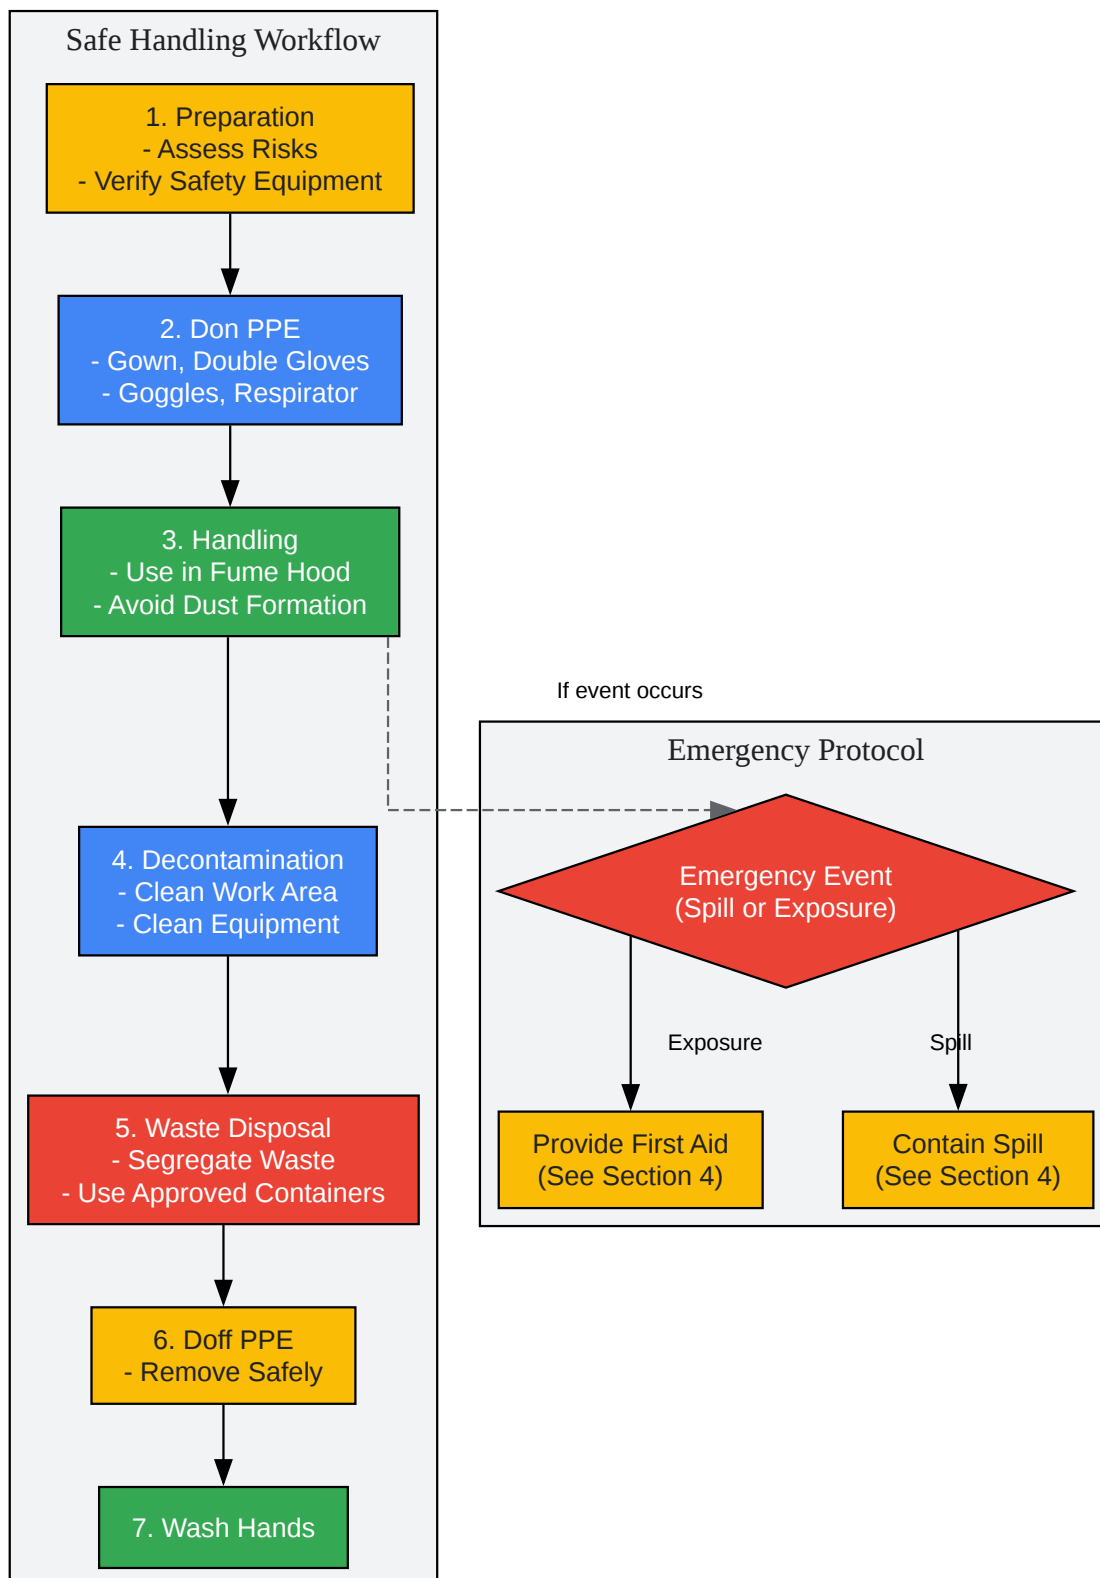 Safe Handling Workflow
1. Preparation
- Assess Risks
- Verify Safety Equipment
2. Don PPE
- Gown, Double Gloves
- Goggles, Respirator
3. Handling
- Use in Fume Hood
- Avoid Dust Formation
4. Decontamination
- Clean Work Area
- Clean Equipment
5. Waste Disposal
- Segregate Waste
- Use Approved Containers
6. Doff PPE
- Remove Safely
7. Wash Hands
If event occurs
Emergency Protocol
Emergency Event
(Spill or Exposure)
Exposure
Spill
Provide First Aid
(See Section 4)
Contain Spill
(See Section 4)